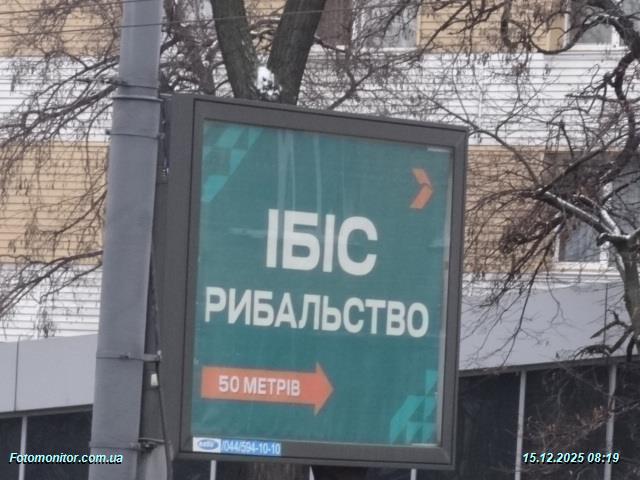 ІБІС
РИБАЛЬСТВО
50 МЕТРІВ
(044)594-10-10
Fotomonitor.com.ua
15.12.2025 08:19